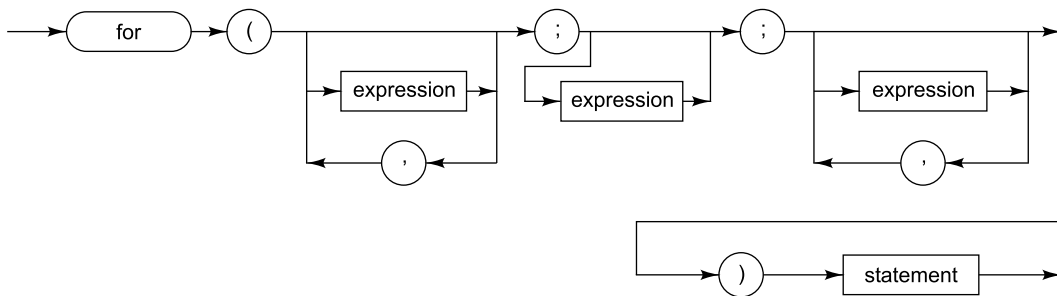 for ( ; ;
expression expression expression
, ,
) statement